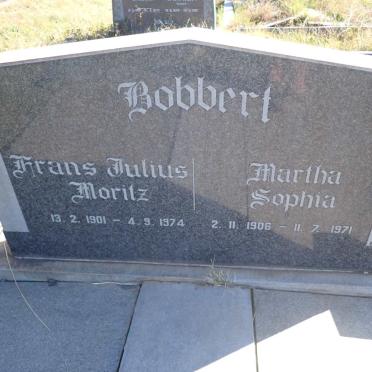 Bobbert
Frans Julius
Moritz
13. 2. 1901 – 4. 9. 1974
Martha
Sophia
2. 11. 1906 – 11. 7. 1971